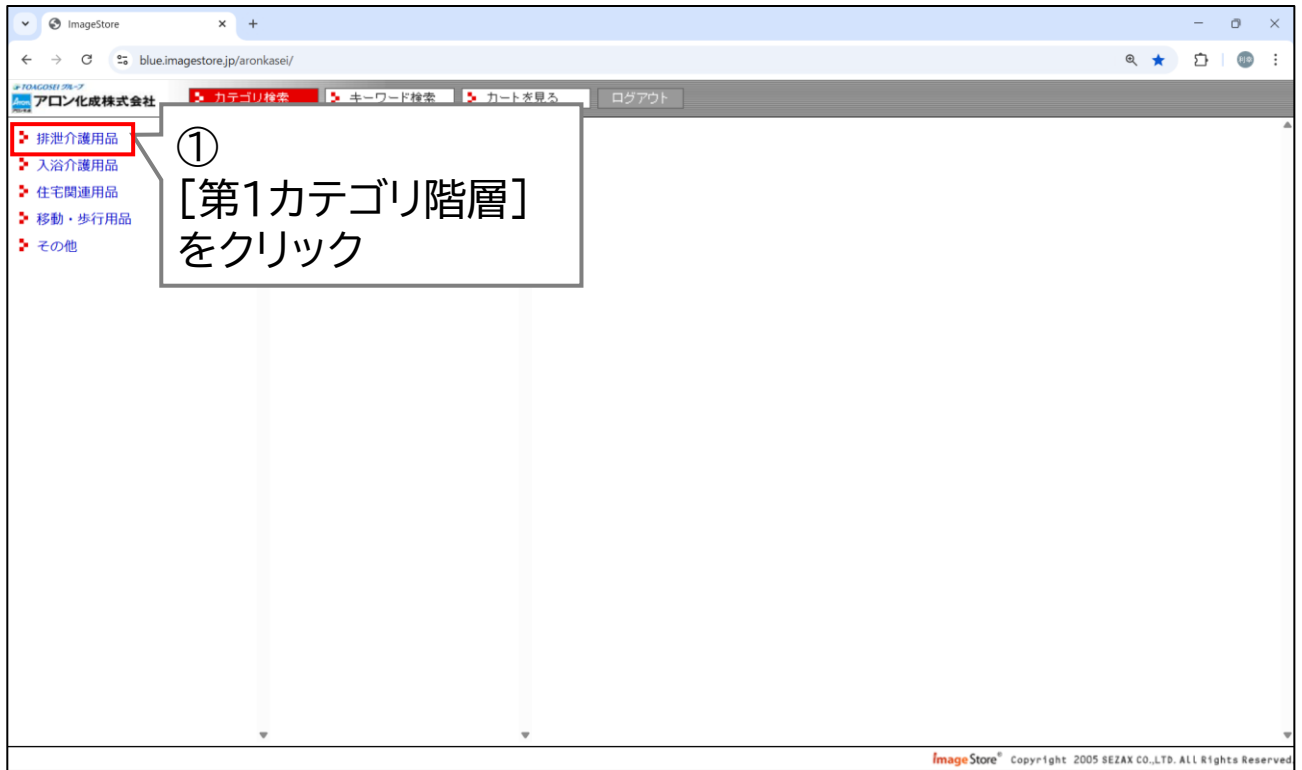 ImageStore
blue.imagestore.jp/aronkasei/
TOAGOSEI グループ
アロン化成株式会社
カテゴリ検索
キーワード検索
カートを見る
ログアウト
排泄介護用品
入浴介護用品
住宅関連用品
移動・歩行用品
その他
①
[第1カテゴリ階層]
をクリック
imageStore® Copyright 2005 SEZAX CO.,LTD. All Rights Reserved.